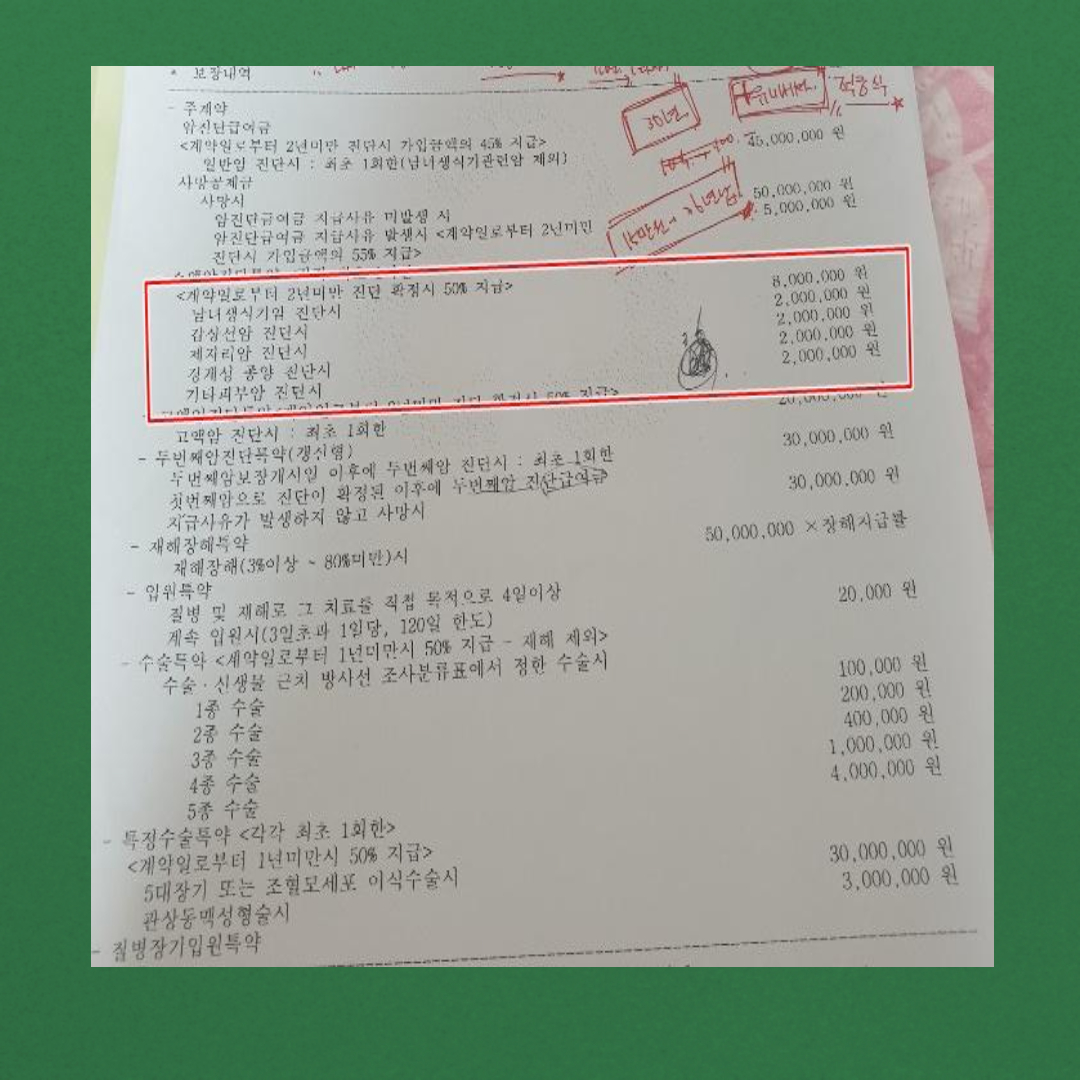 * 보장내역
- 주계약
암진단급여금
<계약일로부터 2년미만 진단시 가입금액의 45% 지급>
일반암 진단시 : 최초 1회한(남녀생식기관련암 제외) 45,000,000 원
사망공제금
사망시
암진단급여금 지급사유 미발생 시 50,000,000 원
암진단급여금 지급사유 발생시 <계약일로부터 2년미만 5,000,000 원
진단시 가입금액의 55% 지급>
30년
<계약일로부터 2년미만 진단 확정시 50% 지급>
남녀생식기암 진단시 8,000,000 원
갑상선암 진단시 2,000,000 원
제자리암 진단시 2,000,000 원
경계성 종양 진단시 2,000,000 원
기타피부암 진단시 2,000,000 원
고액암 진단시 : 최초 1회한 20,000,000 원
- 두번째암진단특약(갱신형)
두번째암보장개시일 이후에 두번째암 진단시 : 최초 1회한 30,000,000 원
첫번째암으로 진단이 확정된 이후에 두번째암 진단급여금
지급사유가 발생하지 않고 사망시 30,000,000 원
- 재해장해특약
재해장해(3%이상 ~ 80%미만)시 50,000,000 ×장해지급률
- 입원특약
질병 및 재해로 그 치료를 직접 목적으로 4일이상
계속 입원시(3일초과 1일당, 120일 한도) 20,000 원
- 수술특약 <계약일로부터 1년미만시 50% 지급 - 재해 제외>
수술·신생물 근치 방사선 조사분류표에서 정한 수술시
1종 수술 100,000 원
2종 수술 200,000 원
3종 수술 400,000 원
4종 수술 1,000,000 원
5종 수술 4,000,000 원
- 특정수술특약 <각각 최초 1회한>
<계약일로부터 1년미만시 50% 지급>
5대장기 또는 조혈모세포 이식수술시 30,000,000 원
관상동맥성형술시 3,000,000 원
- 질병장기입원특약